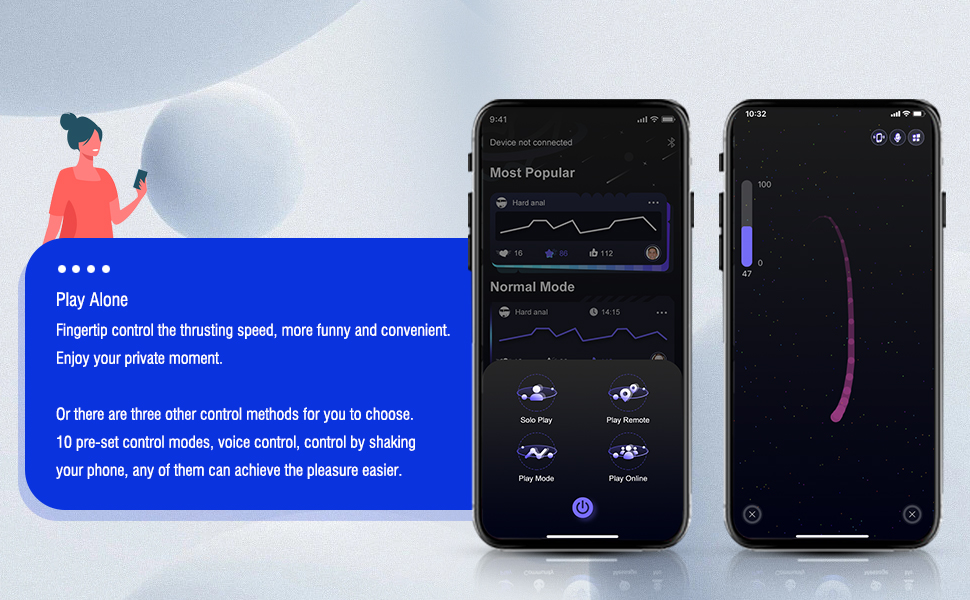 Play Alone
Fingertip control the thrusting speed, more funny and convenient.
Enjoy your private moment.
Or there are three other control methods for you to choose.
10 pre-set control modes, voice control, control by shaking
your phone, any of them can achieve the pleasure easier.
9:41
Device not connected
Most Popular
Hard anal
16 86 112
Normal Mode
Hard anal 14:15
Solo Play Play Remote
Play Mode Play Online
10:32
100
0
47